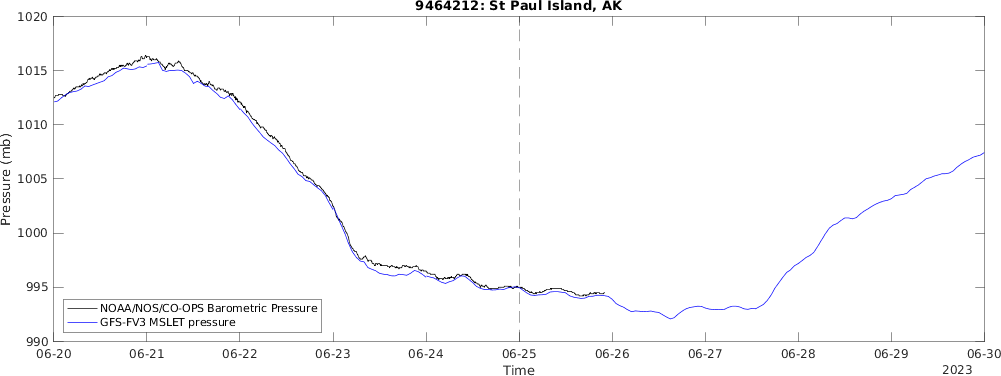 9464212: St Paul Island, AK
Pressure (mb)
1020
1015
1010
1005
1000
995
990
NOAA/NOS/CO-OPS Barometric Pressure
GFS-FV3 MSLET pressure
06-20 06-21 06-22 06-23 06-24 06-25 06-26 06-27 06-28 06-29 06-30
Time
2023